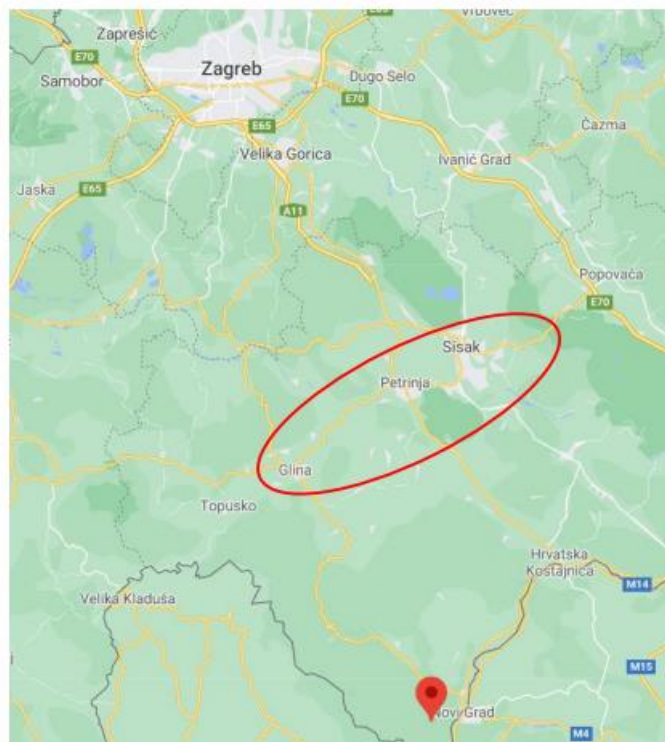 Vrbovec
Zaprešić
E70
Zagreb
Samobor
Dugo Selo
E70
E65
Čazma
Velika Gorica
Ivanić Grad
Jaska
E65
A11
Popovača
E70
Sisak
Petrinja
Glina
Topusko
Hrvatska
Kostajnica
M14
Velika Kladuša
M15
Novi Grad
M4